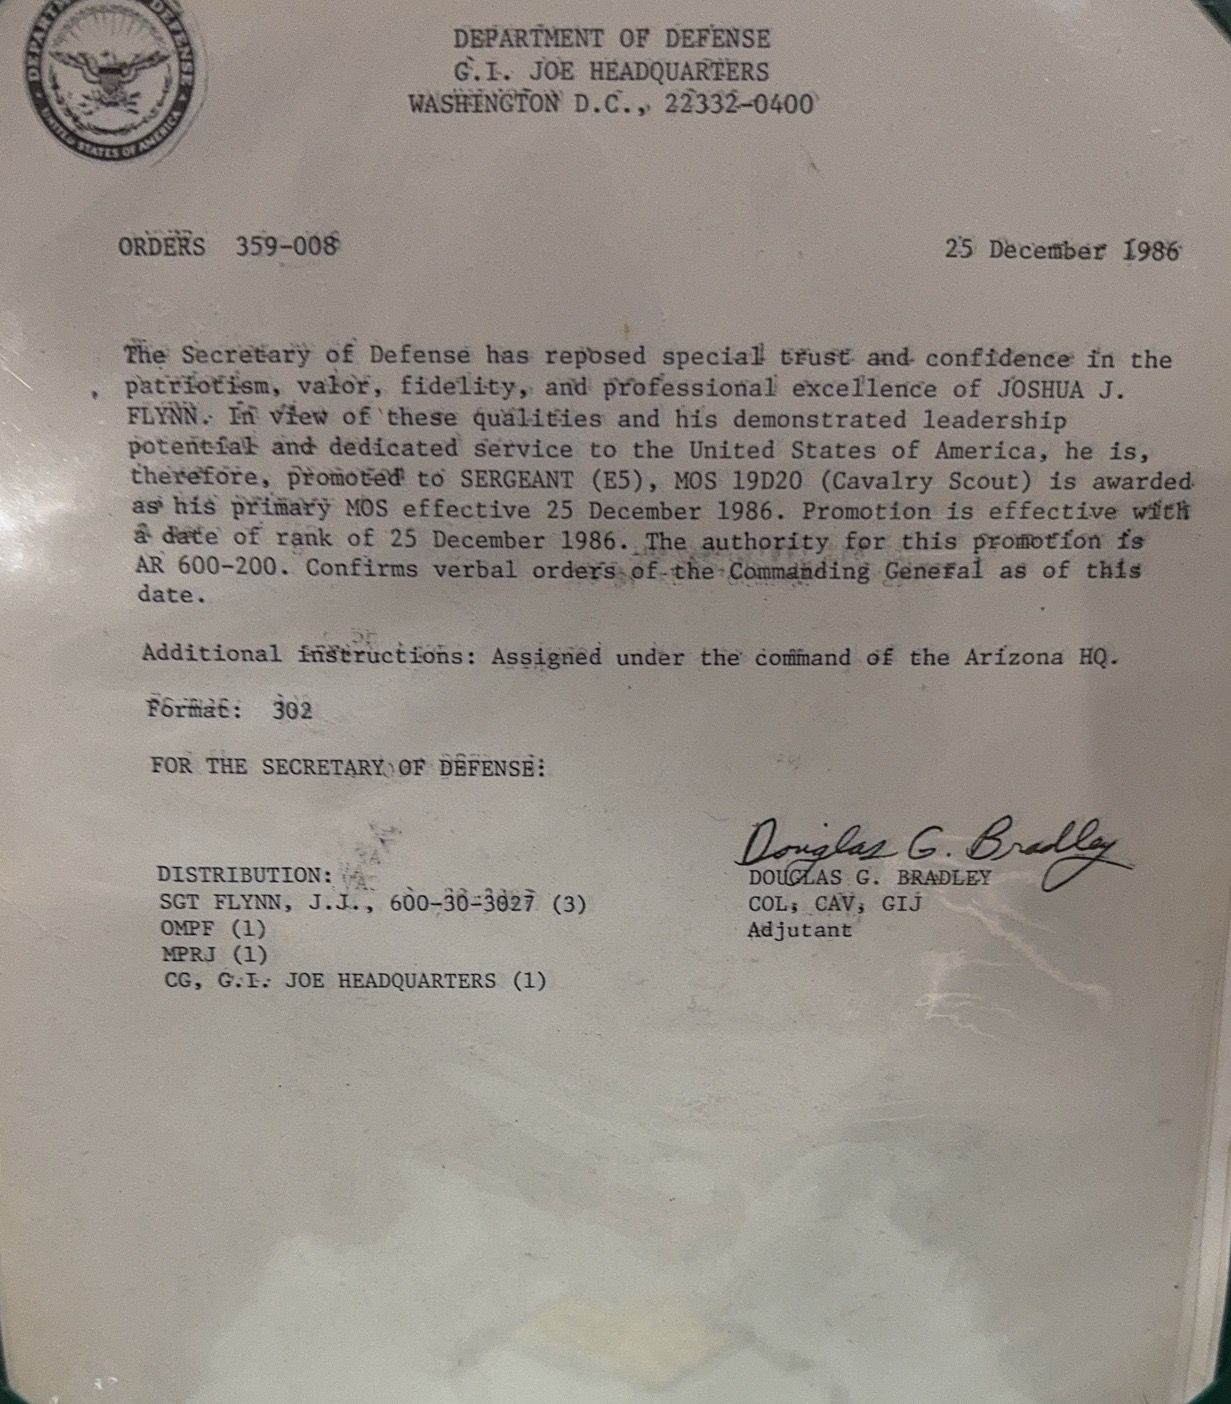 DEPARTMENT OF DEFENSE
UNITED STATES OF AMERICA
DEPARTMENT OF DEFENSE
G.I. JOE HEADQUARTERS
WASHINGTON D.C., 22332-0400
ORDERS 359-008
25 December 1986
The Secretary of Defense has reposed special trust and confidence in the
patriotism, valor, fidelity, and professional excellence of JOSHUA J.
FLYNN. In view of these qualities and his demonstrated leadership
potential and dedicated service to the United States of America, he is,
therefore, promoted to SERGEANT (E5), MOS 19D20 (Cavalry Scout) is awarded
as his primary MOS effective 25 December 1986. Promotion is effective with
a date of rank of 25 December 1986. The authority for this promotion is
AR 600-200. Confirms verbal orders of the Commanding General as of this
date.
Additional instructions: Assigned under the command of the Arizona HQ.
Format: 302
FOR THE SECRETARY OF DEFENSE:
Douglas G. Bradley
DISTRIBUTION:
DOUGLAS G. BRADLEY
SGT FLYNN, J.J., 600-30-3027 (3)
COL, CAV, GIJ
OMPF (1)
Adjutant
MPRJ (1)
CG, G.I. JOE HEADQUARTERS (1)